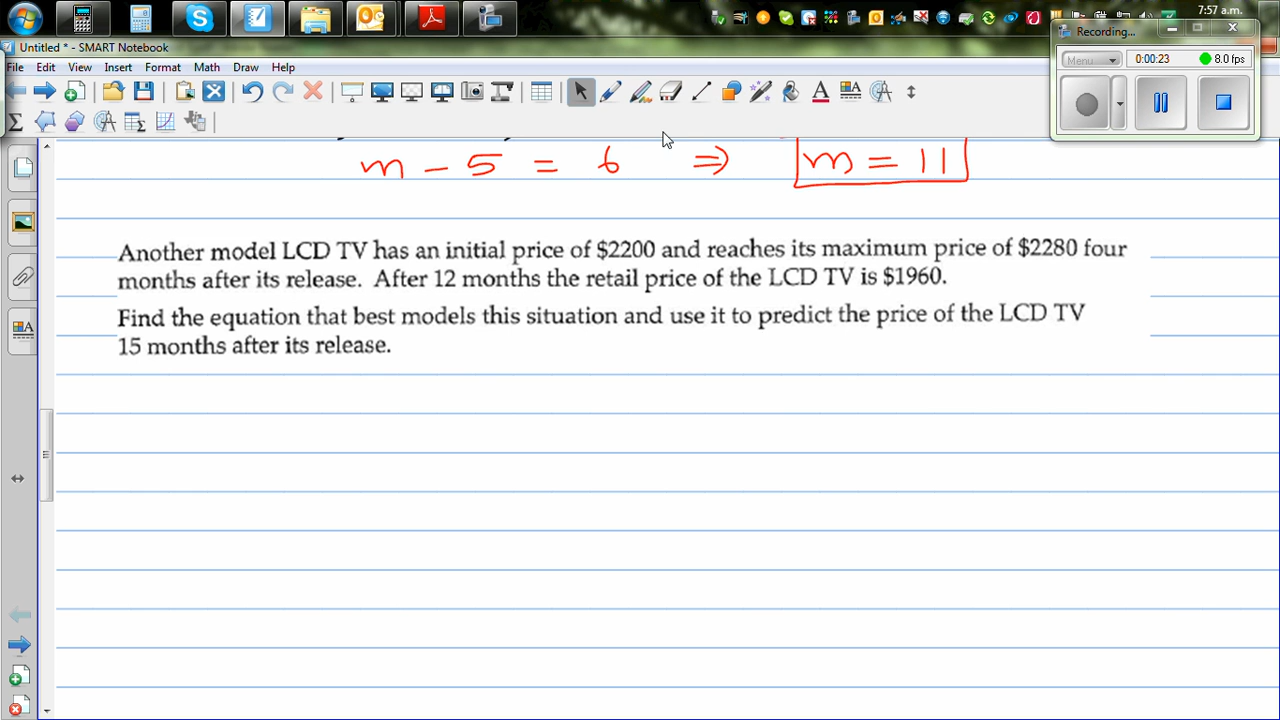 7:57 a.m.
Untitled * - SMART Notebook
Recording...
File Edit View Insert Format Math Draw Help
Menu
0:00:23
8.0 fps
m - 5 = 6 ⇒ m = 11
Another model LCD TV has an initial price of $2200 and reaches its maximum price of $2280 four
months after its release. After 12 months the retail price of the LCD TV is $1960.
Find the equation that best models this situation and use it to predict the price of the LCD TV
15 months after its release.